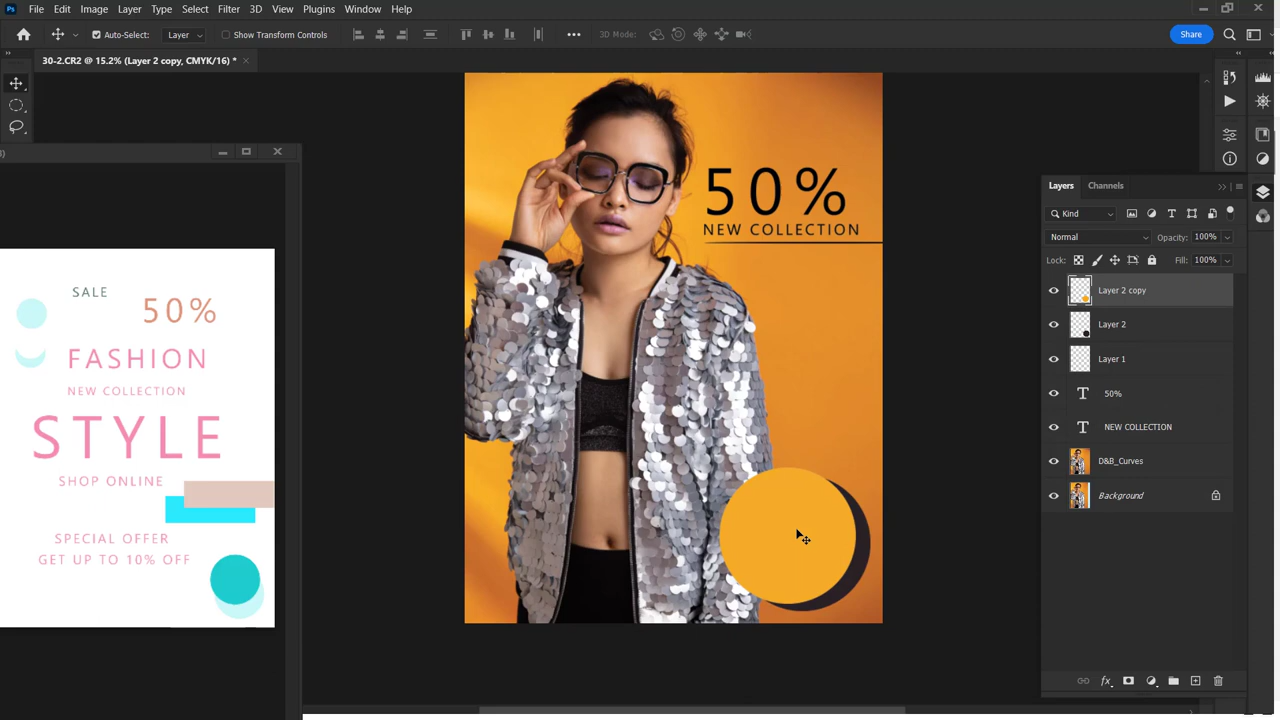 Ps File Edit Image Layer Type Select Filter 3D View Plugins Window Help
Auto-Select: Layer Show Transform Controls 3D Mode: Share
30-2.CR2 @ 15.2% (Layer 2 copy, CMYK/16) *
SALE
50%
FASHION
NEW COLLECTION
STYLE
SHOP ONLINE
SPECIAL OFFER
GET UP TO 10% OFF
50%
NEW COLLECTION
Layers Channels
Kind
Normal Opacity: 100%
Lock: Fill: 100%
Layer 2 copy
Layer 2
Layer 1
T 50%
T NEW COLLECTION
D&B_Curves
Background
fx